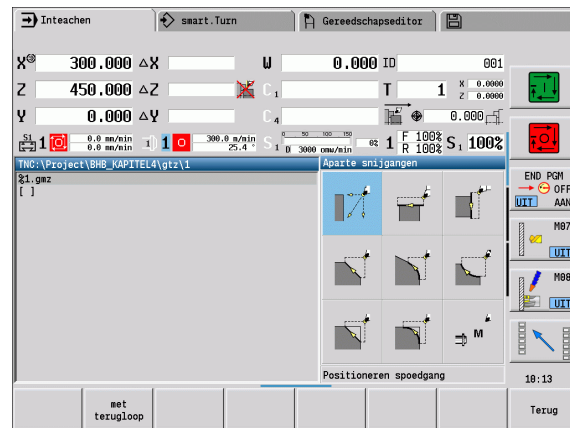 Inteachen smart.Turn Gereedschapseditor
X 300.000 △X W 0.000 ID 001
Z 450.000 △Z C1 T 1 X 0.0000 Z 0.0000
Y 0.000 △Y C4 0.000
S1 1 0.0 mm/min 0.0 mm/min 1 0 300.0 m/min 25.4 ° S1 0 50 100 150 0% D 3000 omw/min 1 F 100% R 100% S1 100%
TNC:\Project\BHB_KAPITEL4\gtz\1 Aparte snijgangen
%1.gmz
[ ]
END PGM
OFF
UIT AAN
M07
UIT
M08
UIT
M
Positioneren spoedgang
10:13
met terugloop Terug